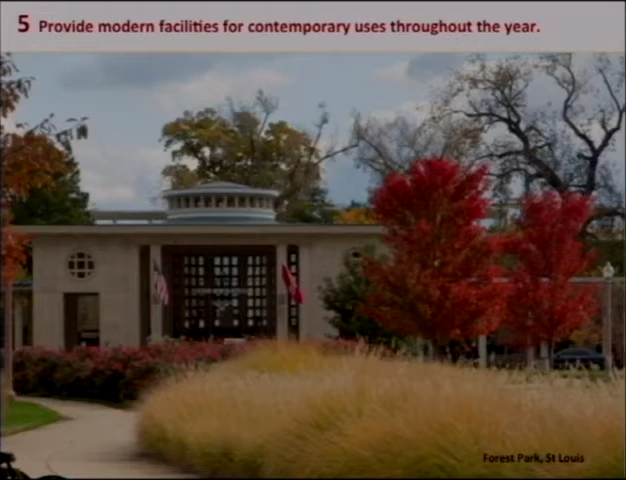 5 Provide modern facilities for contemporary uses throughout the year.
Forest Park, St Louis